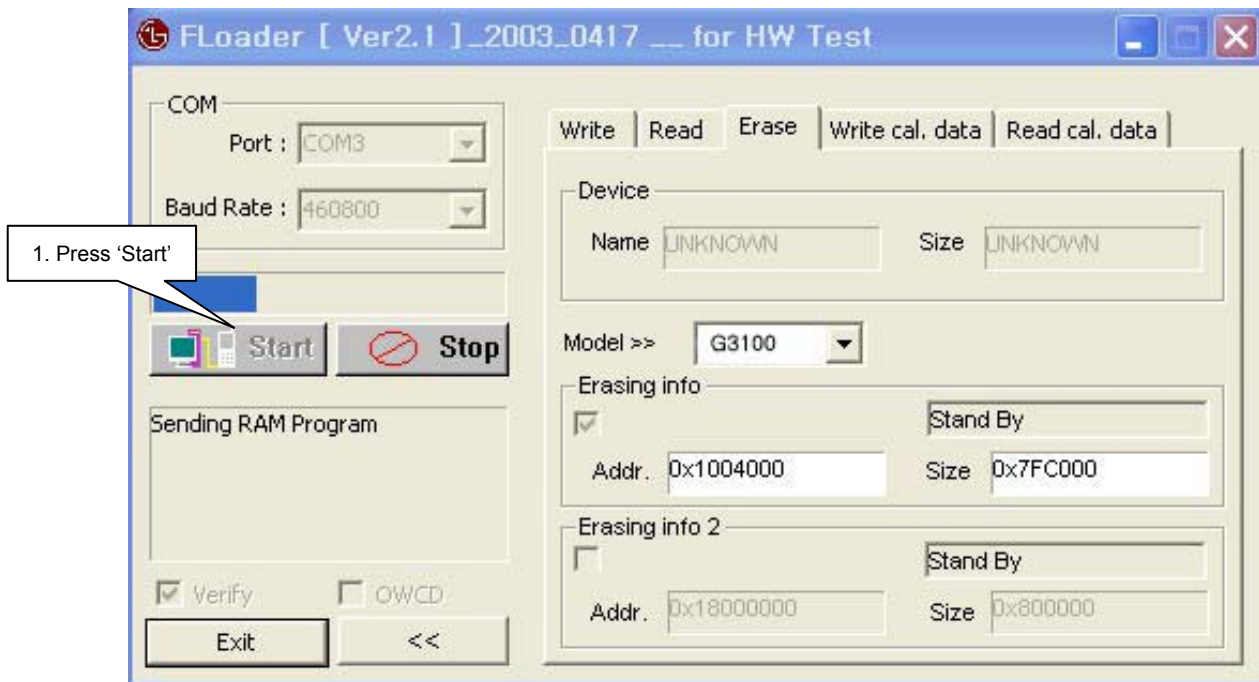 FLoader [ Ver2.1 ]_2003_0417 __ for HW Test
COM
Port : COM3
Baud Rate : 460800
1. Press ‘Start’
Start
Stop
Sending RAM Program
Verify
OWCD
Exit
<<
Write
Read
Erase
Write cal. data
Read cal. data
Device
Name UNKNOWN
Size UNKNOWN
Model >> G3100
Erasing info
Stand By
Addr. 0x1004000
Size 0x7FC000
Erasing info 2
Stand By
Addr. 0x18000000
Size 0x800000